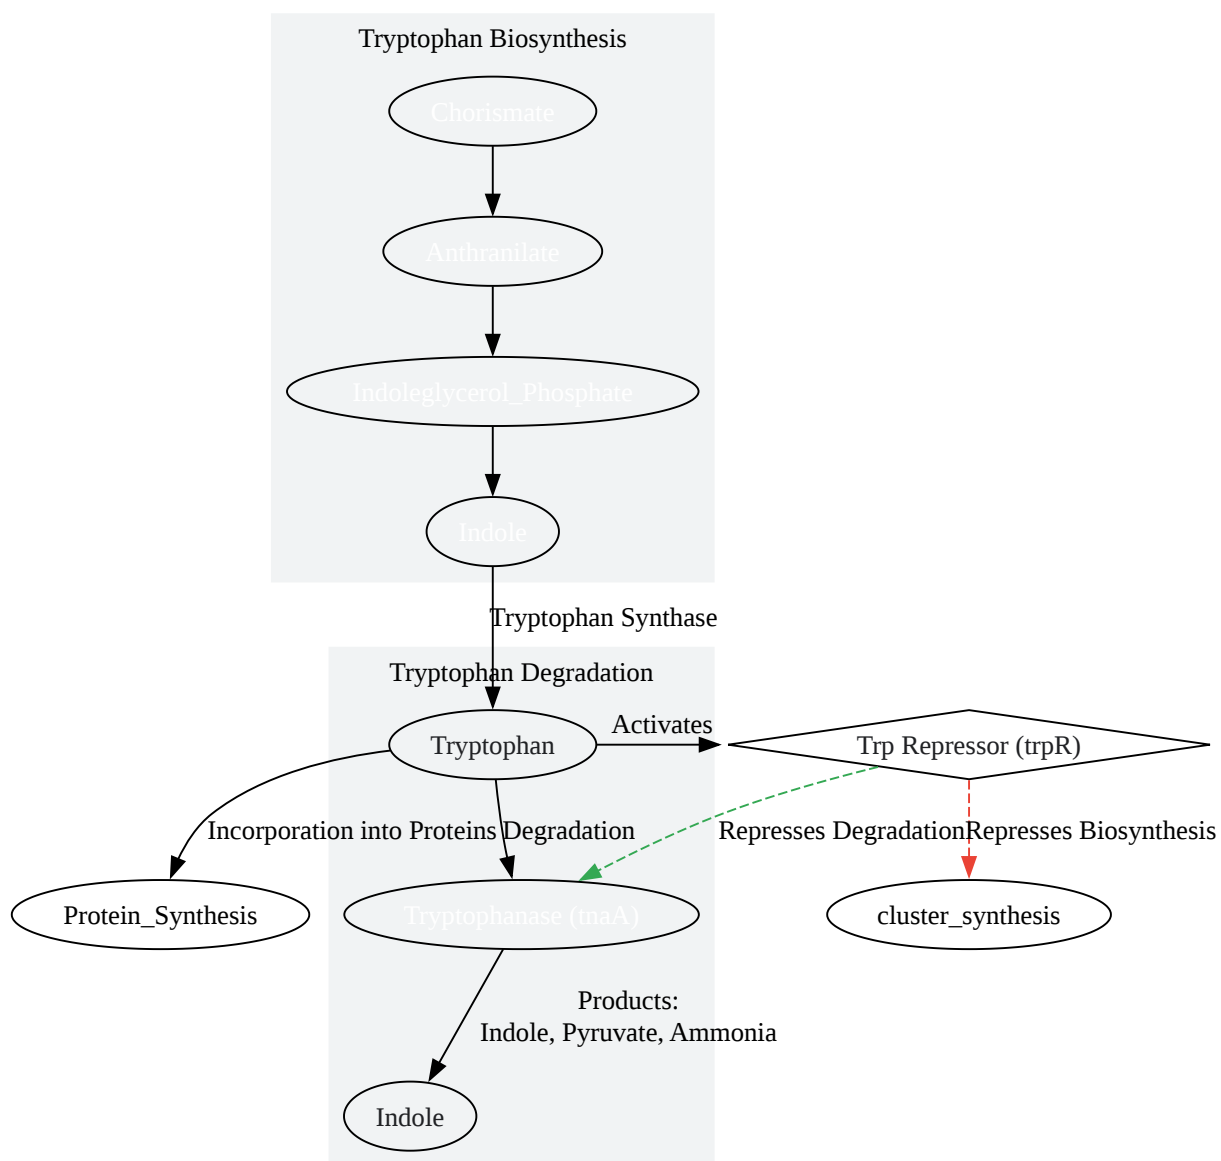 Tryptophan Biosynthesis
Chorismate
Anthranilate
Indoleglycerol_Phosphate
Indole
Tryptophan Synthase
Tryptophan Degradation
Tryptophan
Activates
Trp Repressor (trpR)
Incorporation into Proteins
Degradation
Represses Degradation
Represses Biosynthesis
Protein_Synthesis
Tryptophanase (tnaA)
cluster_synthesis
Products:
Indole, Pyruvate, Ammonia
Indole